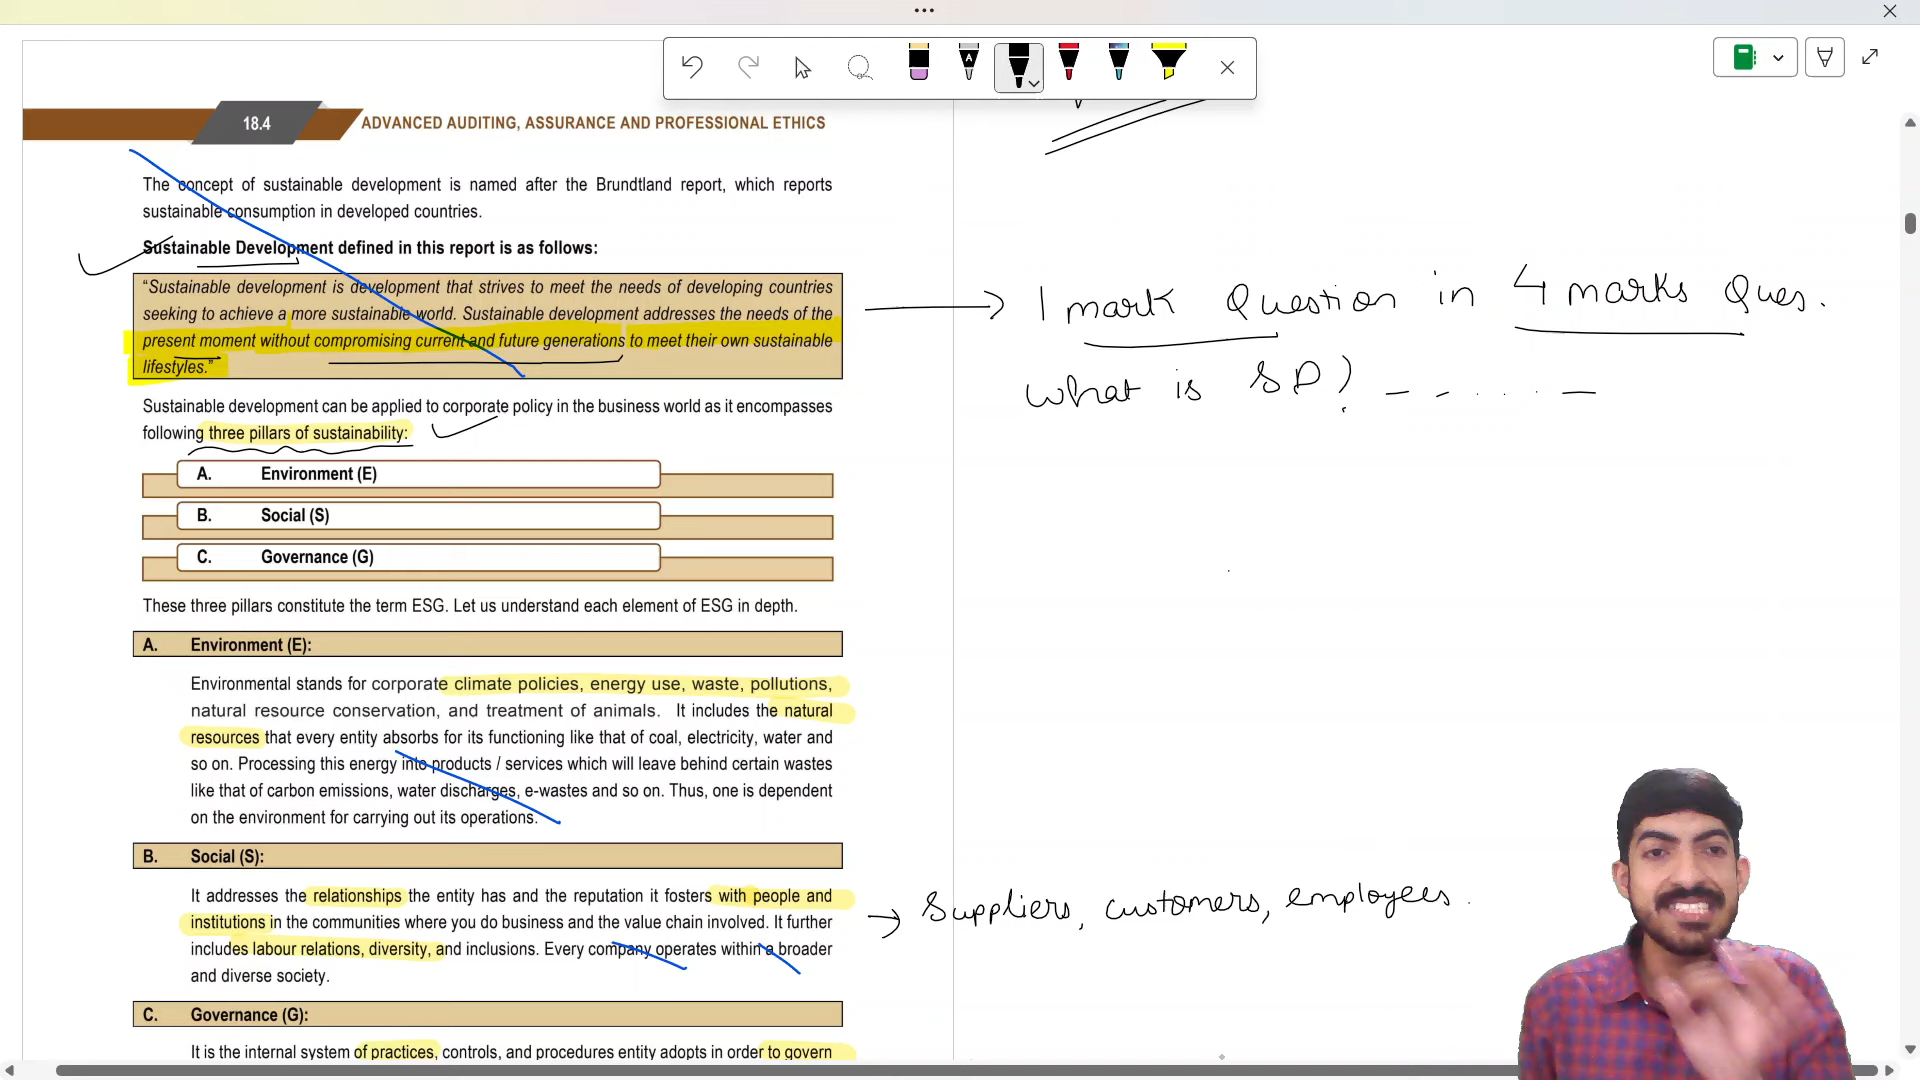 18.4 ADVANCED AUDITING, ASSURANCE AND PROFESSIONAL ETHICS
The concept of sustainable development is named after the Brundtland report, which reports
sustainable consumption in developed countries.
Sustainable Development defined in this report is as follows:
“Sustainable development is development that strives to meet the needs of developing countries
seeking to achieve a more sustainable world. Sustainable development addresses the needs of the
present moment without compromising current and future generations to meet their own sustainable
lifestyles.”
Sustainable development can be applied to corporate policy in the business world as it encompasses
following three pillars of sustainability:
A. Environment (E)
B. Social (S)
C. Governance (G)
These three pillars constitute the term ESG. Let us understand each element of ESG in depth.
A. Environment (E):
Environmental stands for corporate climate policies, energy use, waste, pollutions,
natural resource conservation, and treatment of animals. It includes the natural
resources that every entity absorbs for its functioning like that of coal, electricity, water and
so on. Processing this energy into products / services which will leave behind certain wastes
like that of carbon emissions, water discharges, e-wastes and so on. Thus, one is dependent
on the environment for carrying out its operations.
B. Social (S):
It addresses the relationships the entity has and the reputation it fosters with people and
institutions in the communities where you do business and the value chain involved. It further
includes labour relations, diversity, and inclusions. Every company operates within a broader
and diverse society.
C. Governance (G):
It is the internal system of practices, controls, and procedures entity adopts in order to govern
1 mark Question in 4 marks Ques.
what is SD? - - . . . . -
Suppliers, customers, employees.